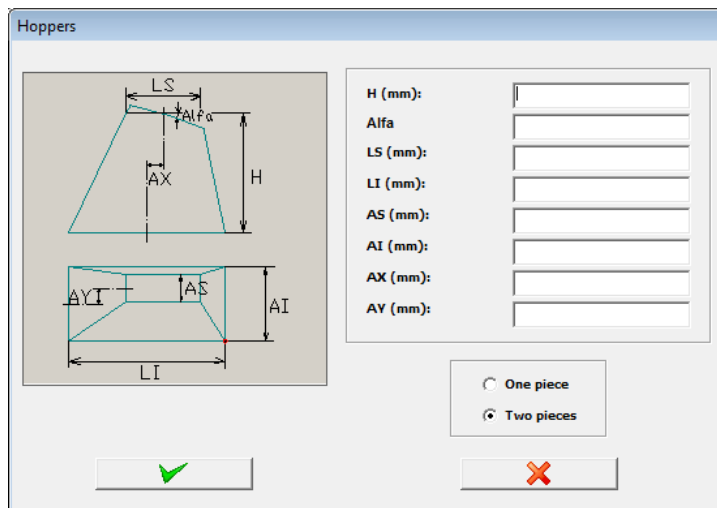 Hoppers
LS
Alfa
AX
H
AY
AS
AI
LI
H (mm):
Alfa
LS (mm):
LI (mm):
AS (mm):
AI (mm):
AX (mm):
AY (mm):
One piece
Two pieces